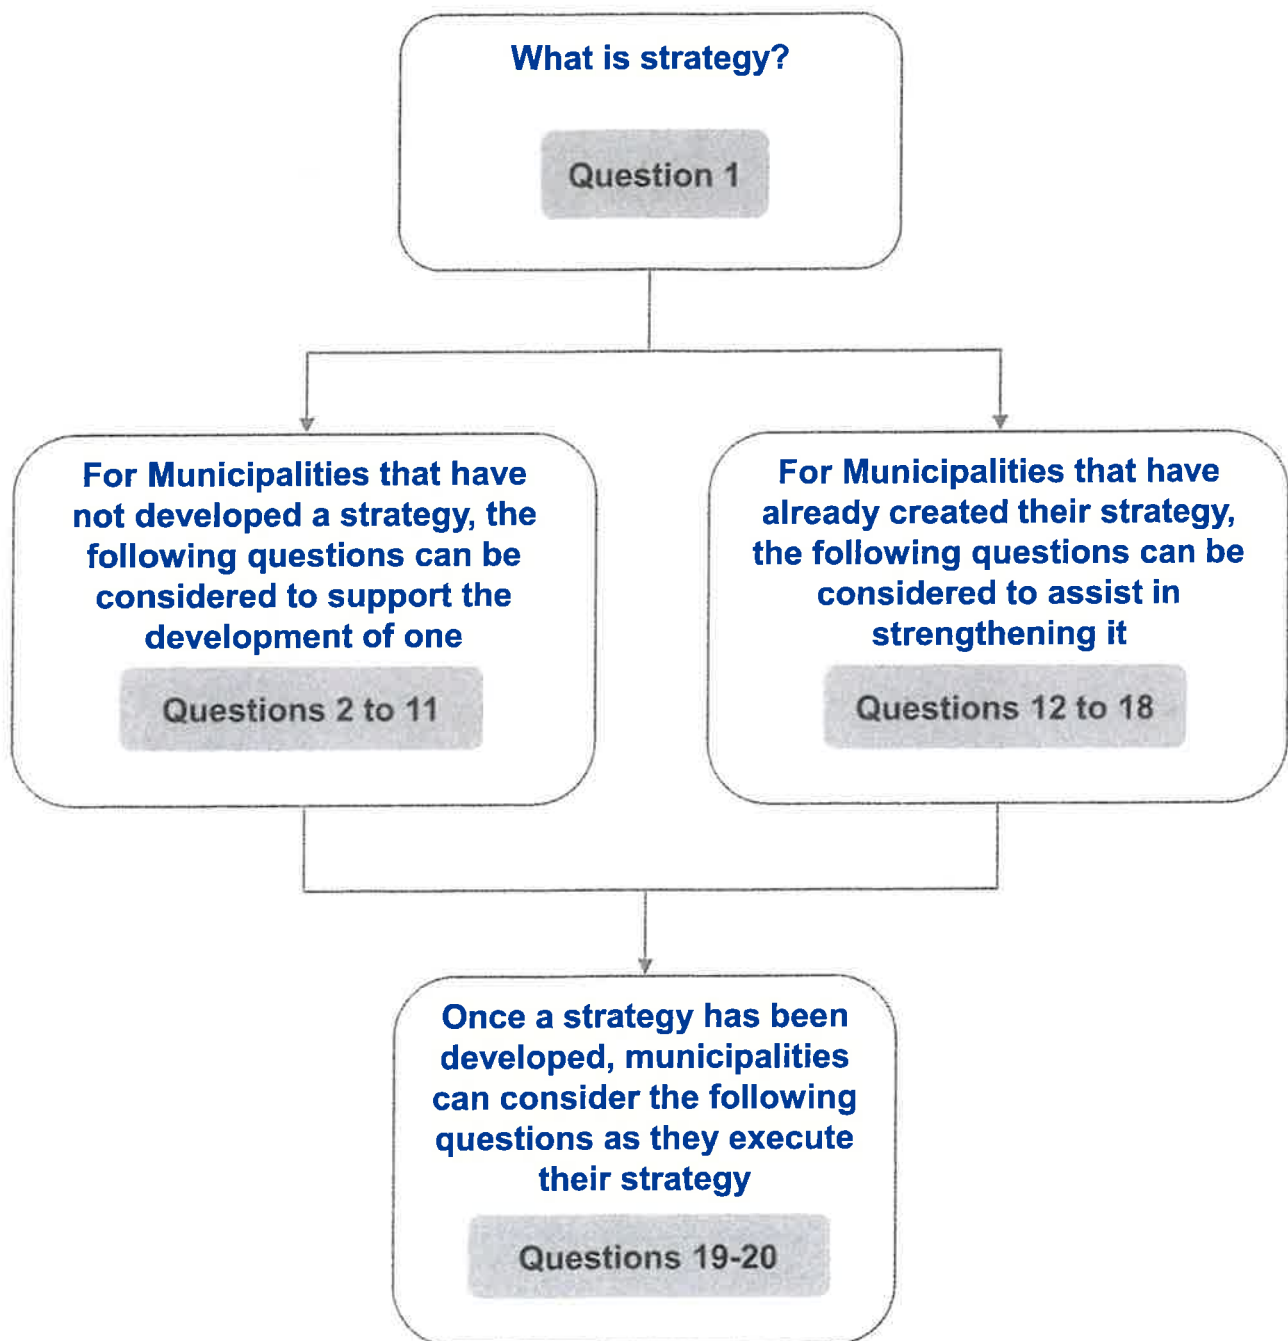 What is strategy?
Question 1
For Municipalities that have
not developed a strategy, the
following questions can be
considered to support the
development of one
Questions 2 to 11
For Municipalities that have
already created their strategy,
the following questions can be
considered to assist in
strengthening it
Questions 12 to 18
Once a strategy has been
developed, municipalities
can consider the following
questions as they execute
their strategy
Questions 19-20